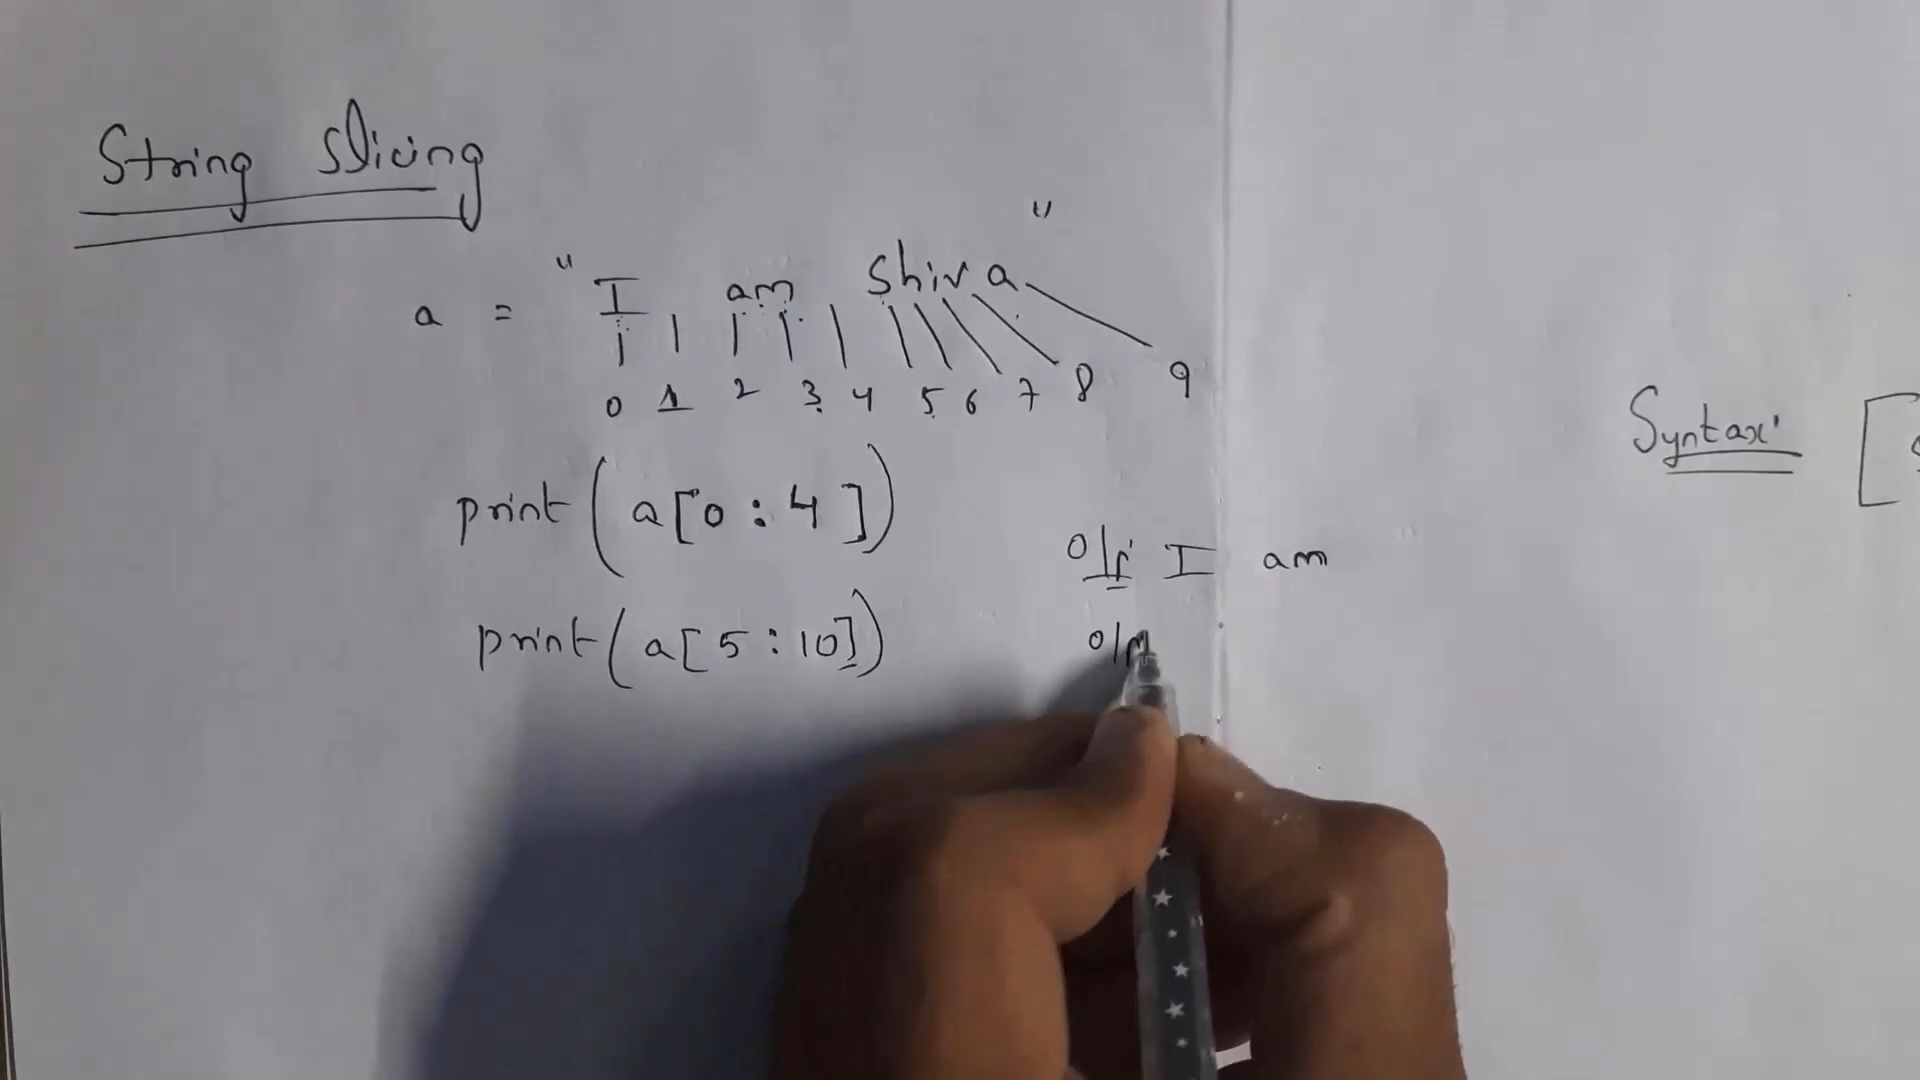 String Slicing
a = "I am Shiva"
0 1 2 3 4 5 6 7 8 9
print(a[0:4])
o/p: I am
print(a[5:10])
o/p
Syntax: [